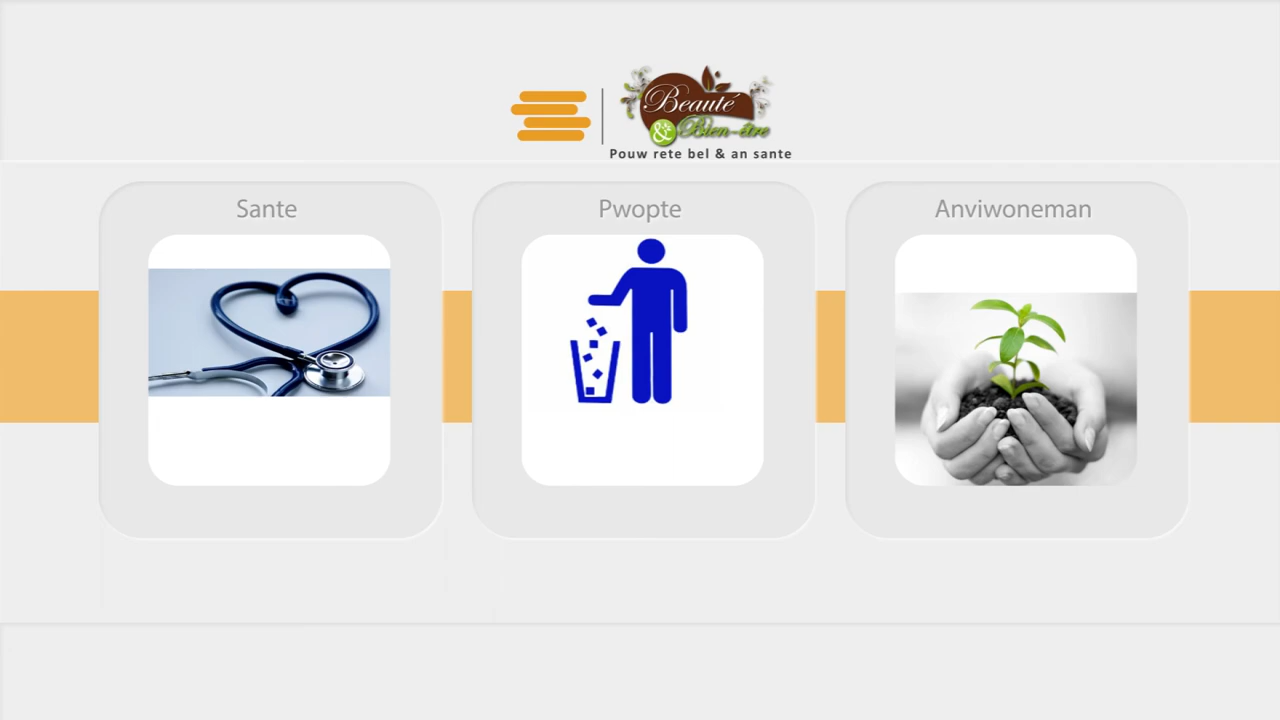 Beauté
& Bien-être
Pouw rete bel & an sante
Sante
Pwopte
Anviwoneman